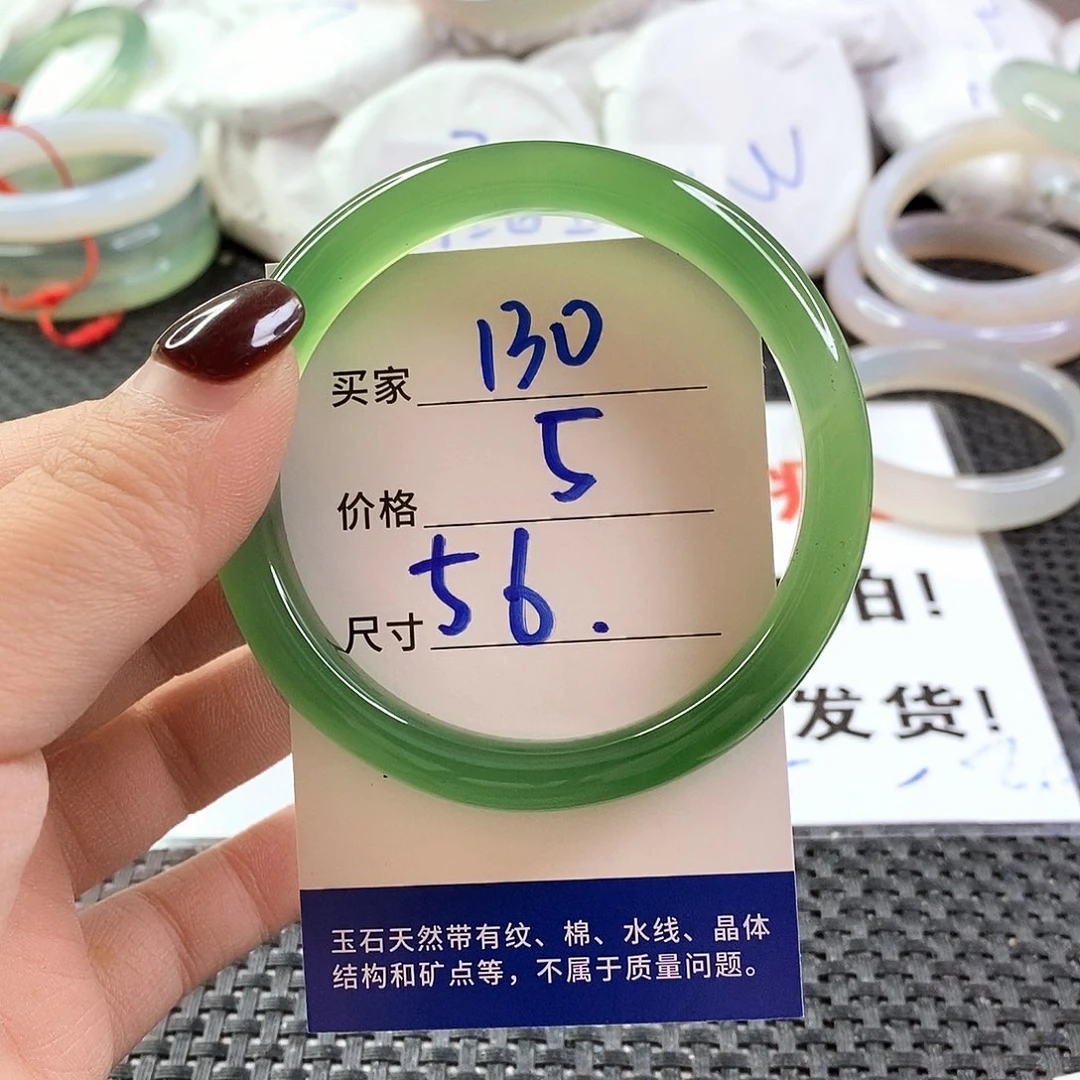 买家 130
价格 5
尺寸 56.
玉石天然带有纹、棉、水线、晶体
结构和矿点等，不属于质量问题。
拍!
发货!